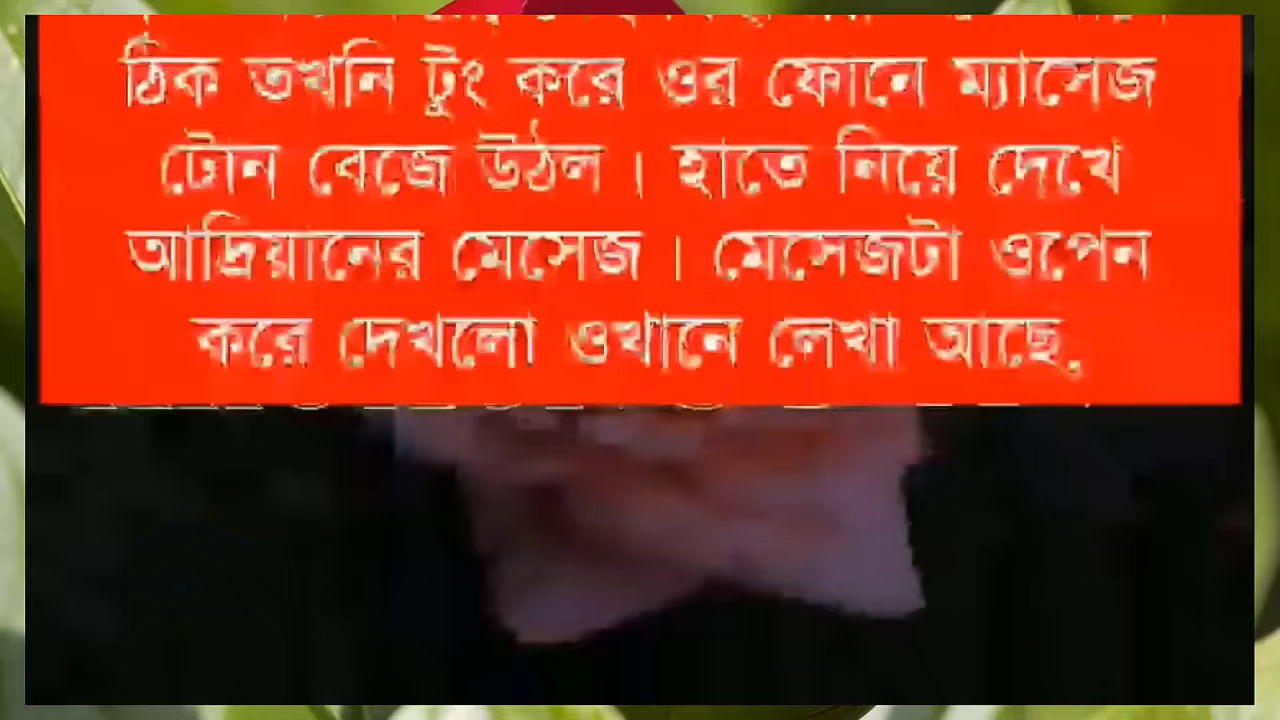 ঠিক তখনি টুং করে ওর ফোনে ম্যাসেজ
টোন বেজে উঠল । হাতে নিয়ে দেখে
আদ্রিয়ানের মেসেজ । মেসেজটা ওপেন
করে দেখলো ওখানে লেখা আছে,